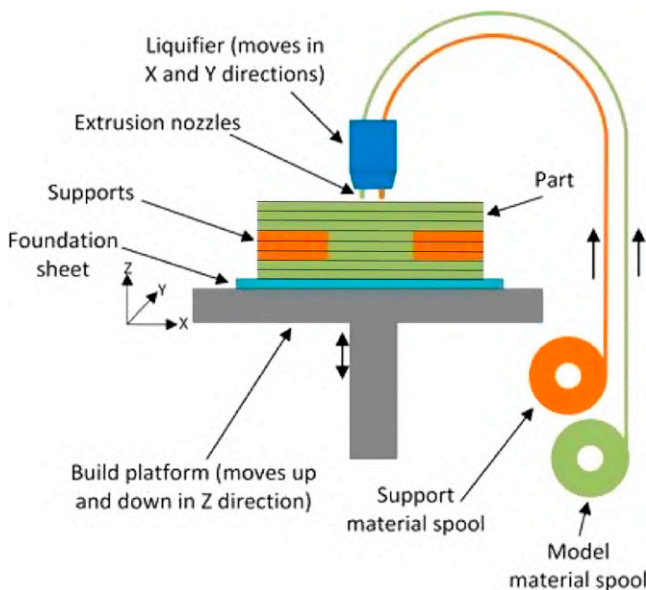 Liquifier (moves in
X and Y directions)
Extrusion nozzles
Supports
Part
Foundation
sheet
Z
Y
X
Build platform (moves up
and down in Z direction)
Support
material spool
Model
material spool